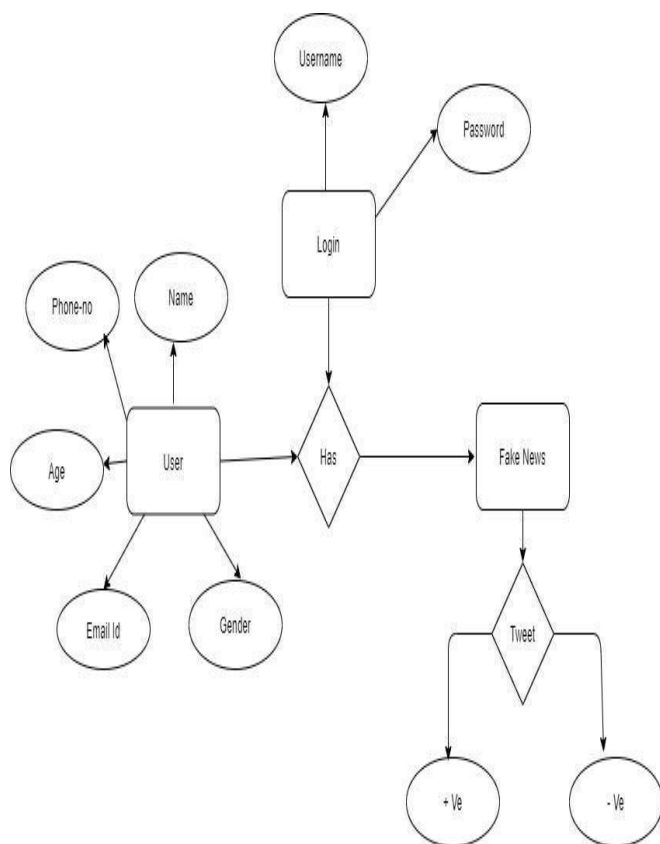 Username
Password
Login
Name
Phone-no
Has
Fake News
User
Age
Email Id
Gender
Tweet
+ Ve
- Ve